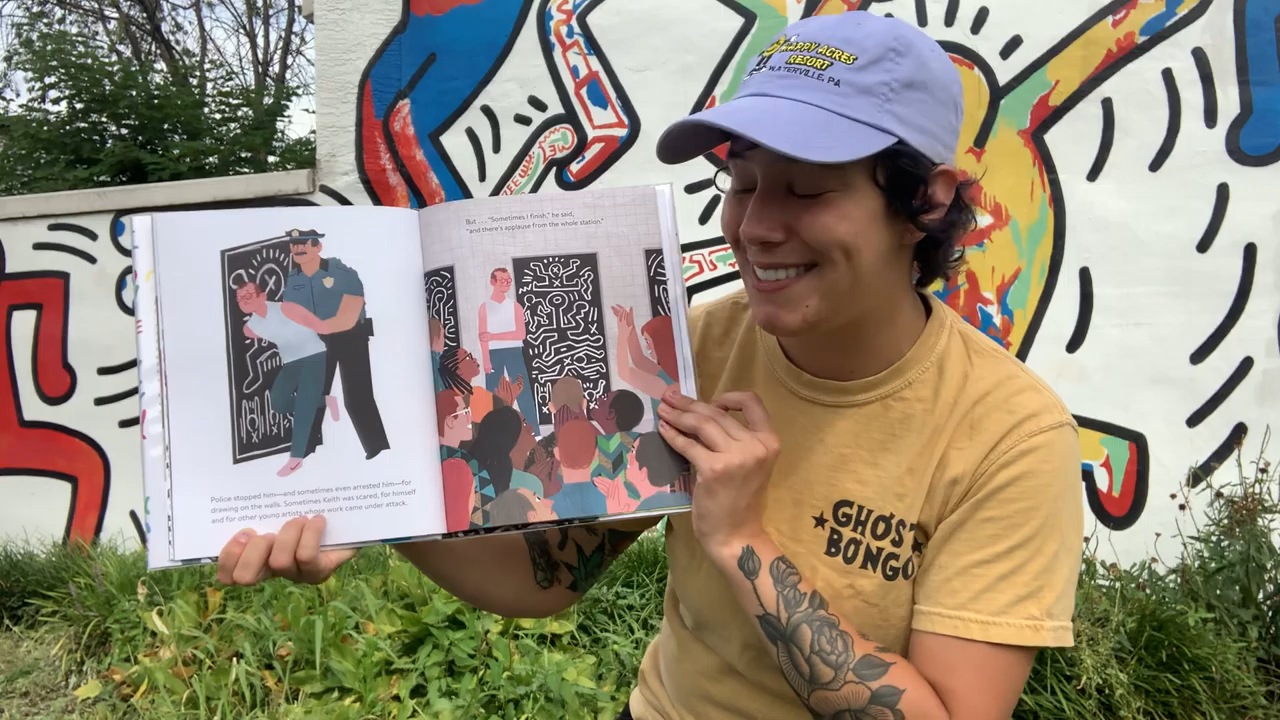 HAPPY ACRES
RESORT
WATERVILLE, PA
But . . . "Sometimes I finish," he said,
"and there's applause from the whole station."
Police stopped him—and sometimes even arrested him—for
drawing on the walls. Sometimes Keith was scared, for himself
and for other young artists whose work came under attack.
GHOST
BONGO